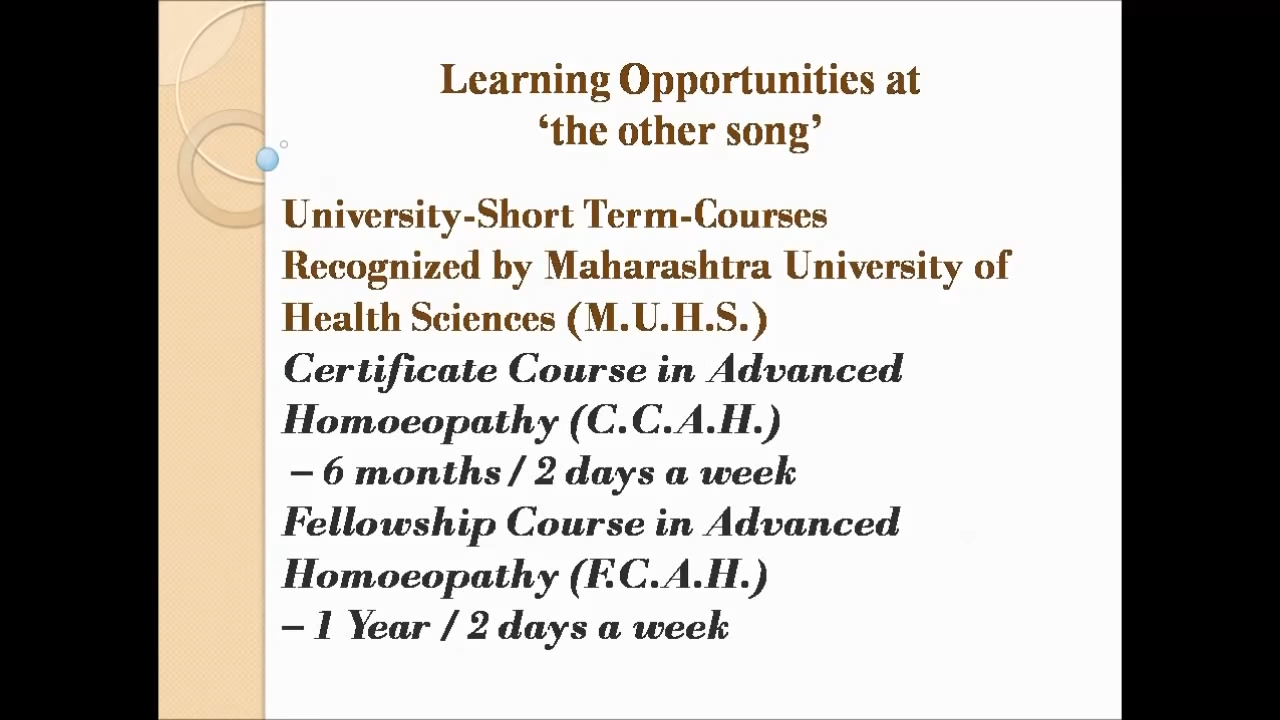 Learning Opportunities at
‘the other song’
University-Short Term-Courses
Recognized by Maharashtra University of
Health Sciences (M.U.H.S.)
Certificate Course in Advanced
Homoeopathy (C.C.A.H.)
– 6 months / 2 days a week
Fellowship Course in Advanced
Homoeopathy (F.C.A.H.)
– 1 Year / 2 days a week